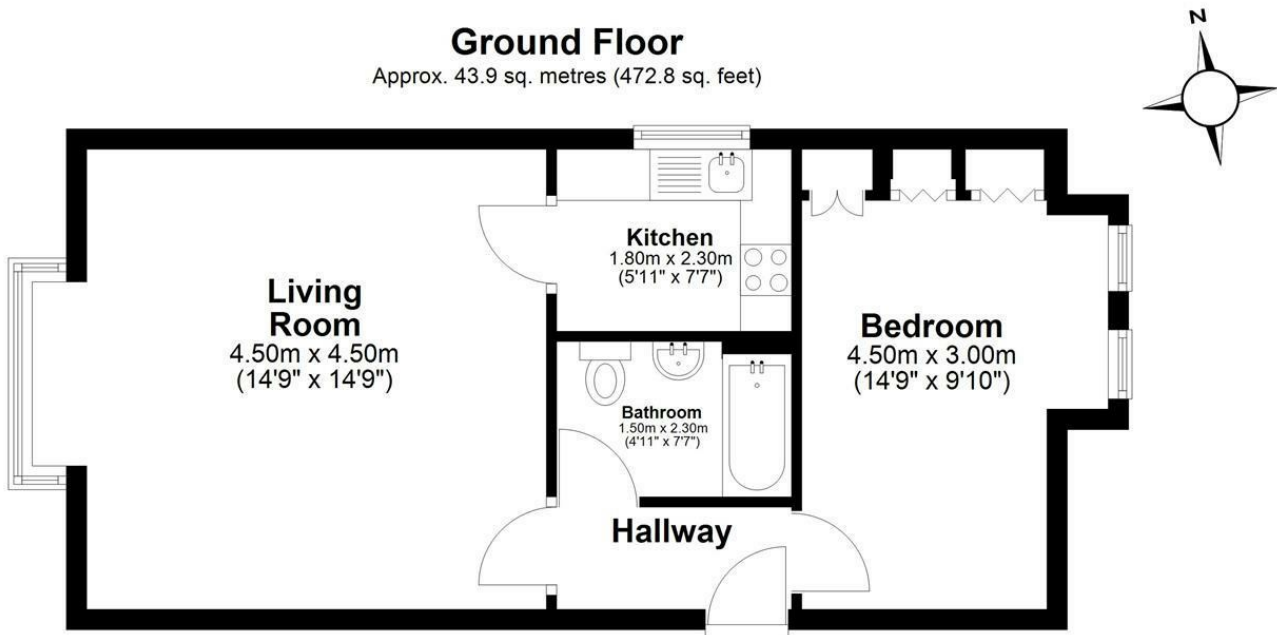 Ground Floor
Approx. 43.9 sq. metres (472.8 sq. feet)
N
Kitchen
1.80m x 2.30m
(5'11" x 7'7")
Living
Room
4.50m x 4.50m
(14'9" x 14'9")
Bedroom
4.50m x 3.00m
(14'9" x 9'10")
Bathroom
1.50m x 2.30m
(4'11" x 7'7")
Hallway